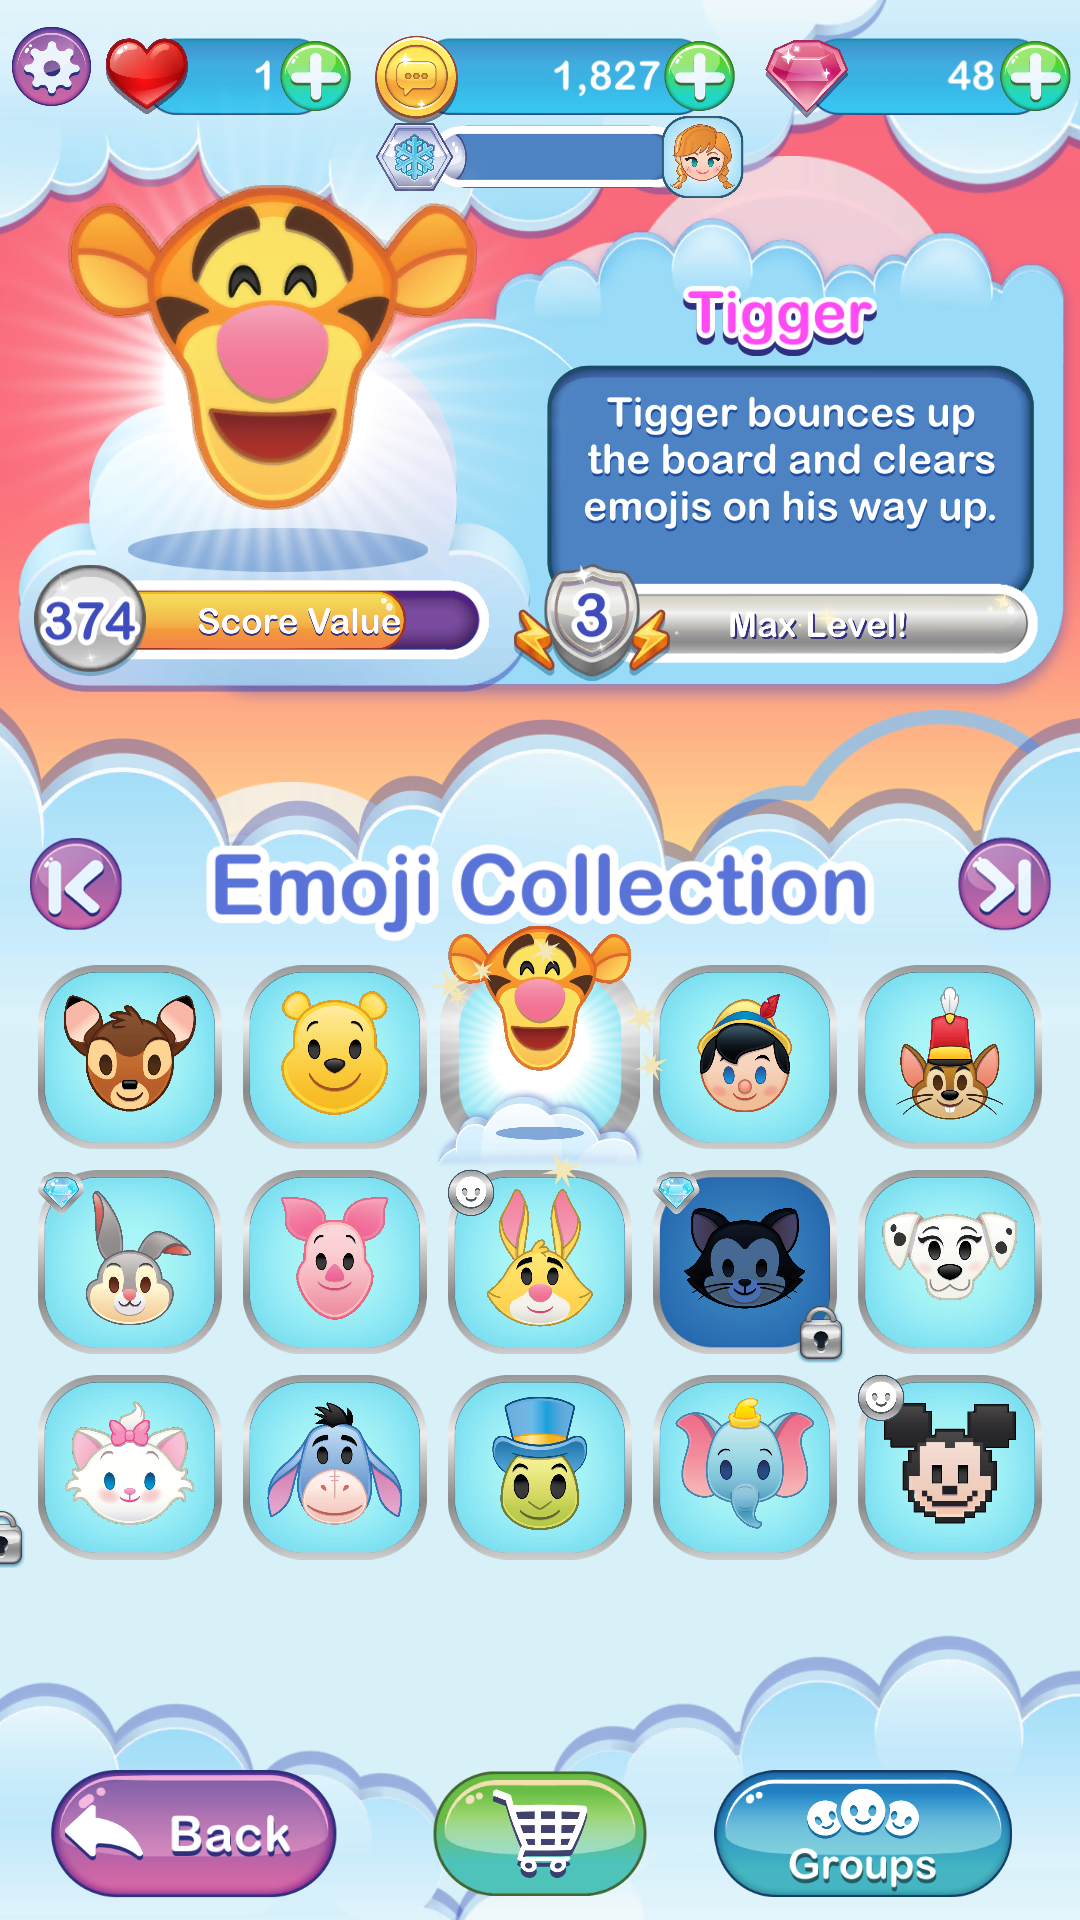 1
1,827
48
Tigger
Tigger bounces up
the board and clears
emojis on his way up.
374
Score Value
3
Max Level!
Emoji Collection
Back
Groups